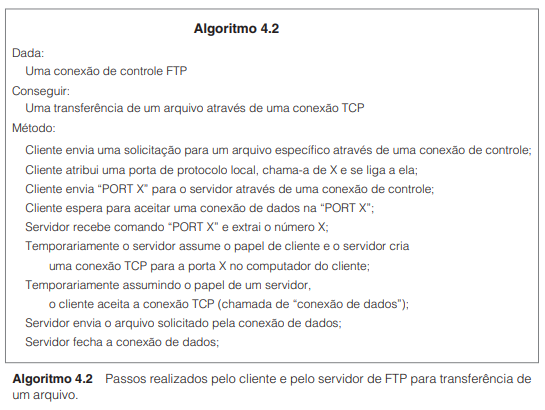 Algoritmo 4.2
Dada:
Uma conexão de controle FTP
Conseguir:
Uma transferência de um arquivo através de uma conexão TCP
Método:
Cliente envia uma solicitação para um arquivo específico através de uma conexão de controle;
Cliente atribui uma porta de protocolo local, chama-a de X e se liga a ela;
Cliente envia “PORT X” para o servidor através de uma conexão de controle;
Cliente espera para aceitar uma conexão de dados na “PORT X”;
Servidor recebe comando “PORT X” e extrai o número X;
Temporariamente o servidor assume o papel de cliente e o servidor cria
uma conexão TCP para a porta X no computador do cliente;
Temporariamente assumindo o papel de um servidor,
o cliente aceita a conexão TCP (chamada de “conexão de dados”);
Servidor envia o arquivo solicitado pela conexão de dados;
Servidor fecha a conexão de dados;
Algoritmo 4.2 Passos realizados pelo cliente e pelo servidor de FTP para transferência de
um arquivo.